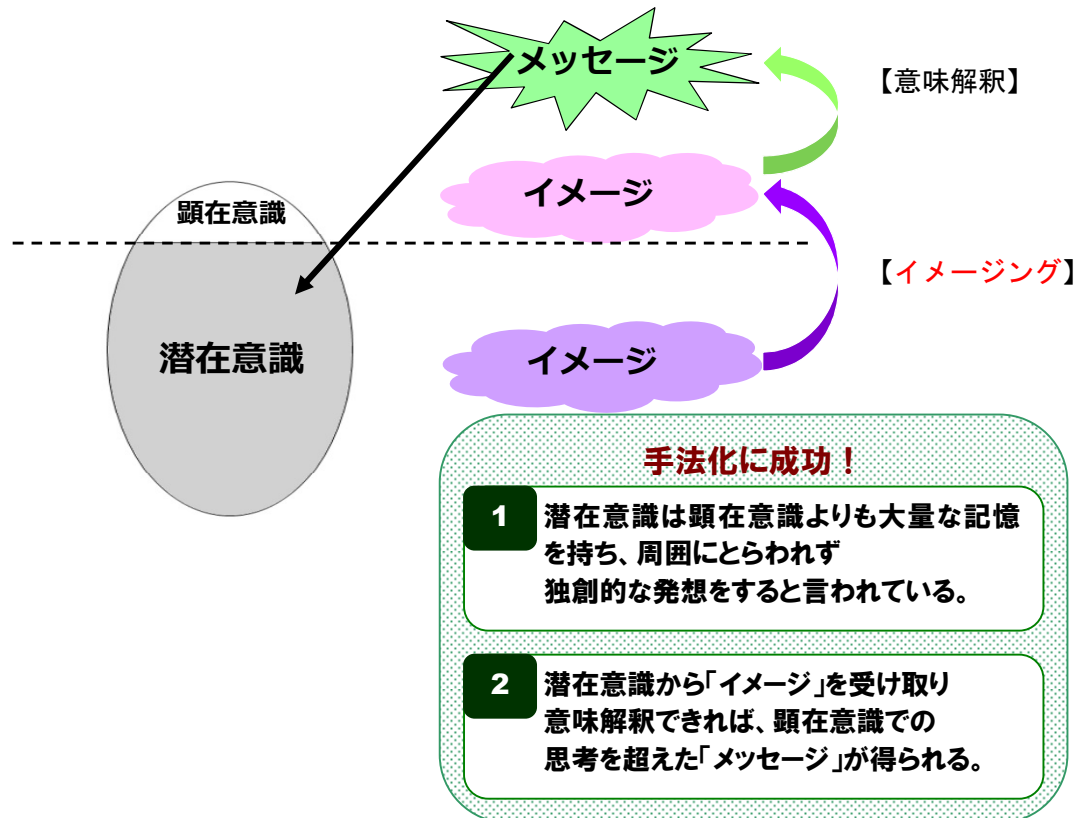 メッセージ
【意味解釈】
イメージ
顕在意識
【イメージング】
潜在意識
イメージ
手法化に成功！
1
潜在意識は顕在意識よりも大量な記憶
を持ち、周囲にとらわれず
独創的な発想をすると言われている。
2
潜在意識から「イメージ」を受け取り
意味解釈できれば、顕在意識での
思考を超えた「メッセージ」が得られる。